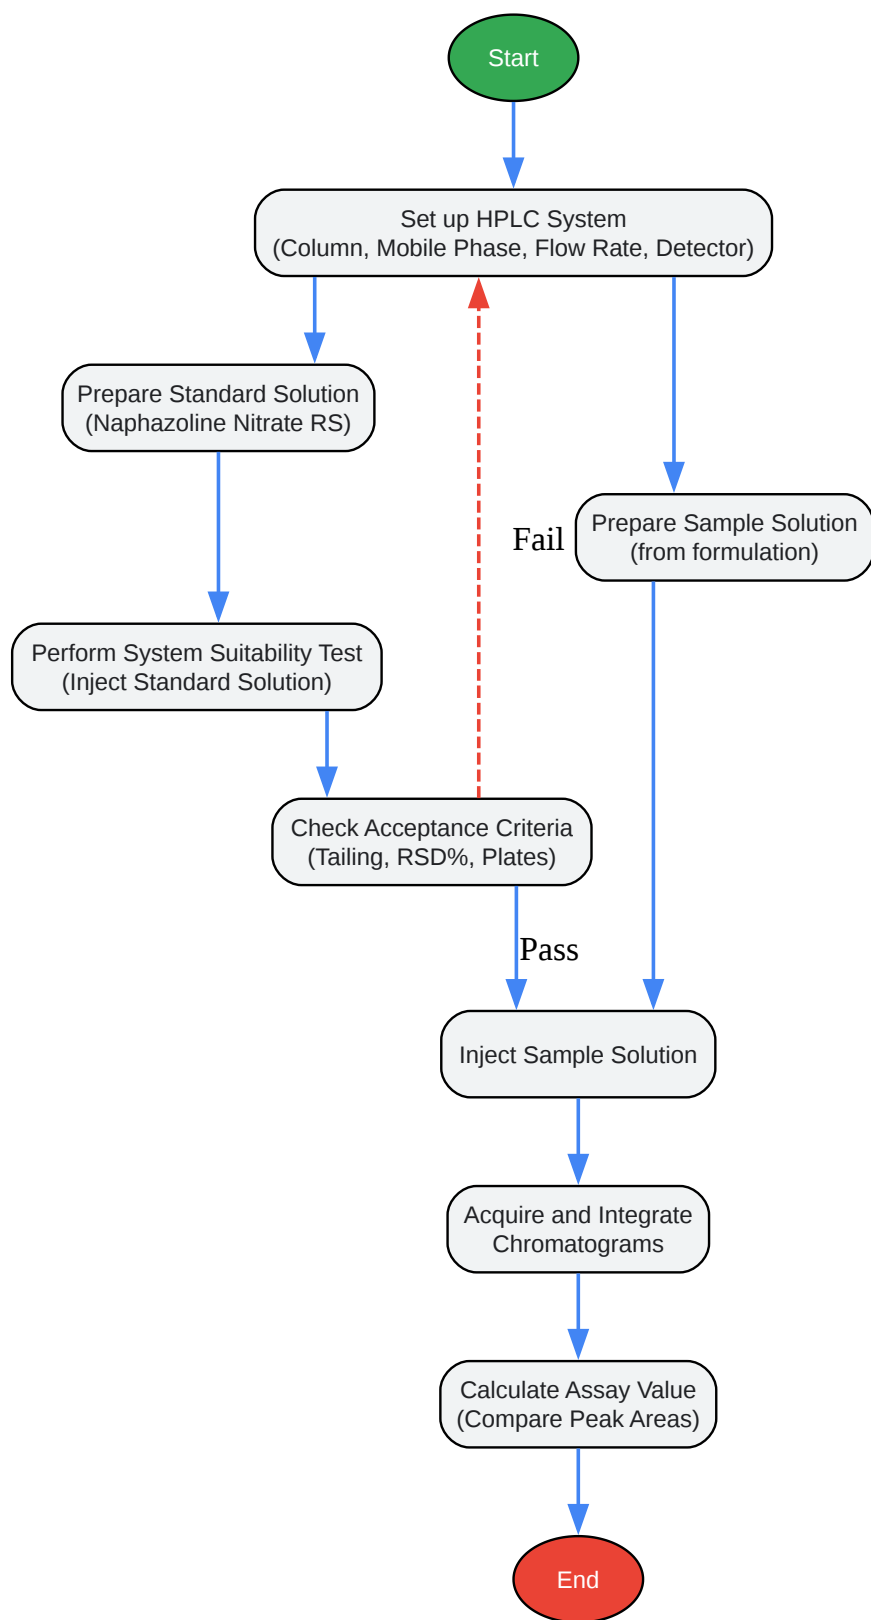 Start
Set up HPLC System
(Column, Mobile Phase, Flow Rate, Detector)
Prepare Standard Solution
(Naphazoline Nitrate RS)
Prepare Sample Solution
(from formulation)
Fail
Perform System Suitability Test
(Inject Standard Solution)
Check Acceptance Criteria
(Tailing, RSD%, Plates)
Pass
Inject Sample Solution
Acquire and Integrate
Chromatograms
Calculate Assay Value
(Compare Peak Areas)
End